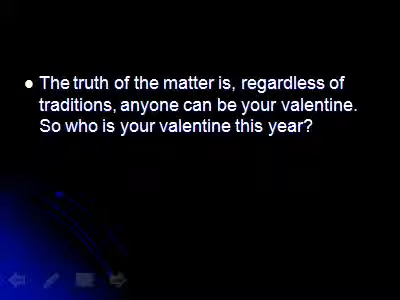 The truth of the matter is, regardless of
traditions, anyone can be your valentine.
So who is your valentine this year?